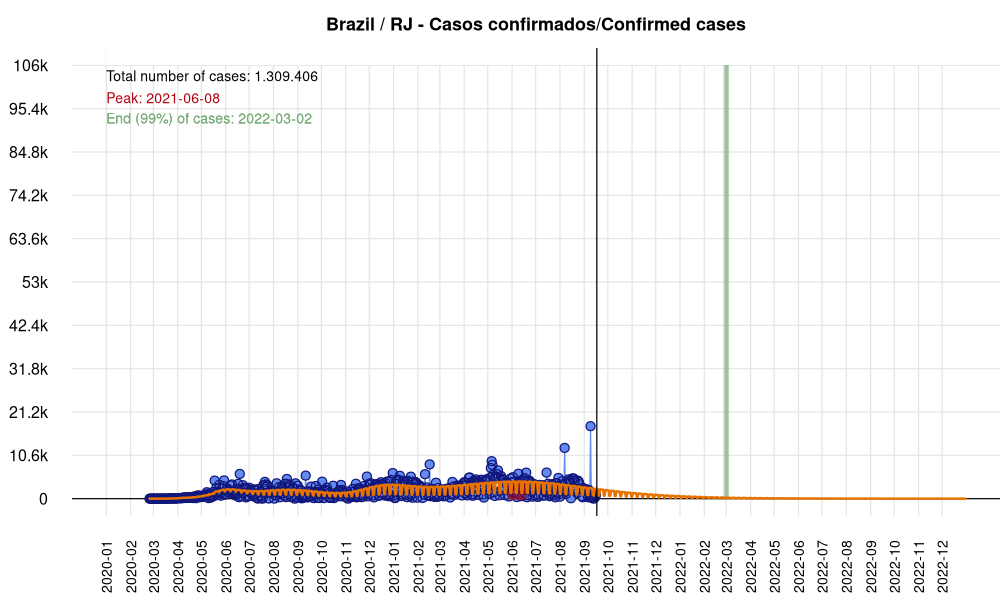 Brazil / RJ - Casos confirmados/Confirmed cases
Total number of cases: 1.309.406
Peak: 2021-06-08
End (99%) of cases: 2022-03-02
106k
95.4k
84.8k
74.2k
63.6k
53k
42.4k
31.8k
21.2k
10.6k
0
2020-01
2020-02
2020-03
2020-04
2020-05
2020-06
2020-07
2020-08
2020-09
2020-10
2020-11
2020-12
2021-01
2021-02
2021-03
2021-04
2021-05
2021-06
2021-07
2021-08
2021-09
2021-10
2021-11
2021-12
2022-01
2022-02
2022-03
2022-04
2022-05
2022-06
2022-07
2022-08
2022-09
2022-10
2022-11
2022-12